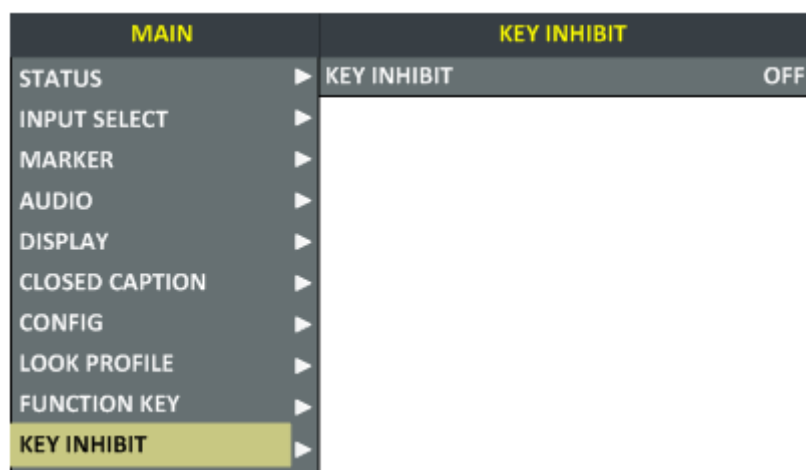 MAIN
KEY INHIBIT
STATUS
KEY INHIBIT OFF
INPUT SELECT
MARKER
AUDIO
DISPLAY
CLOSED CAPTION
CONFIG
LOOK PROFILE
FUNCTION KEY
KEY INHIBIT